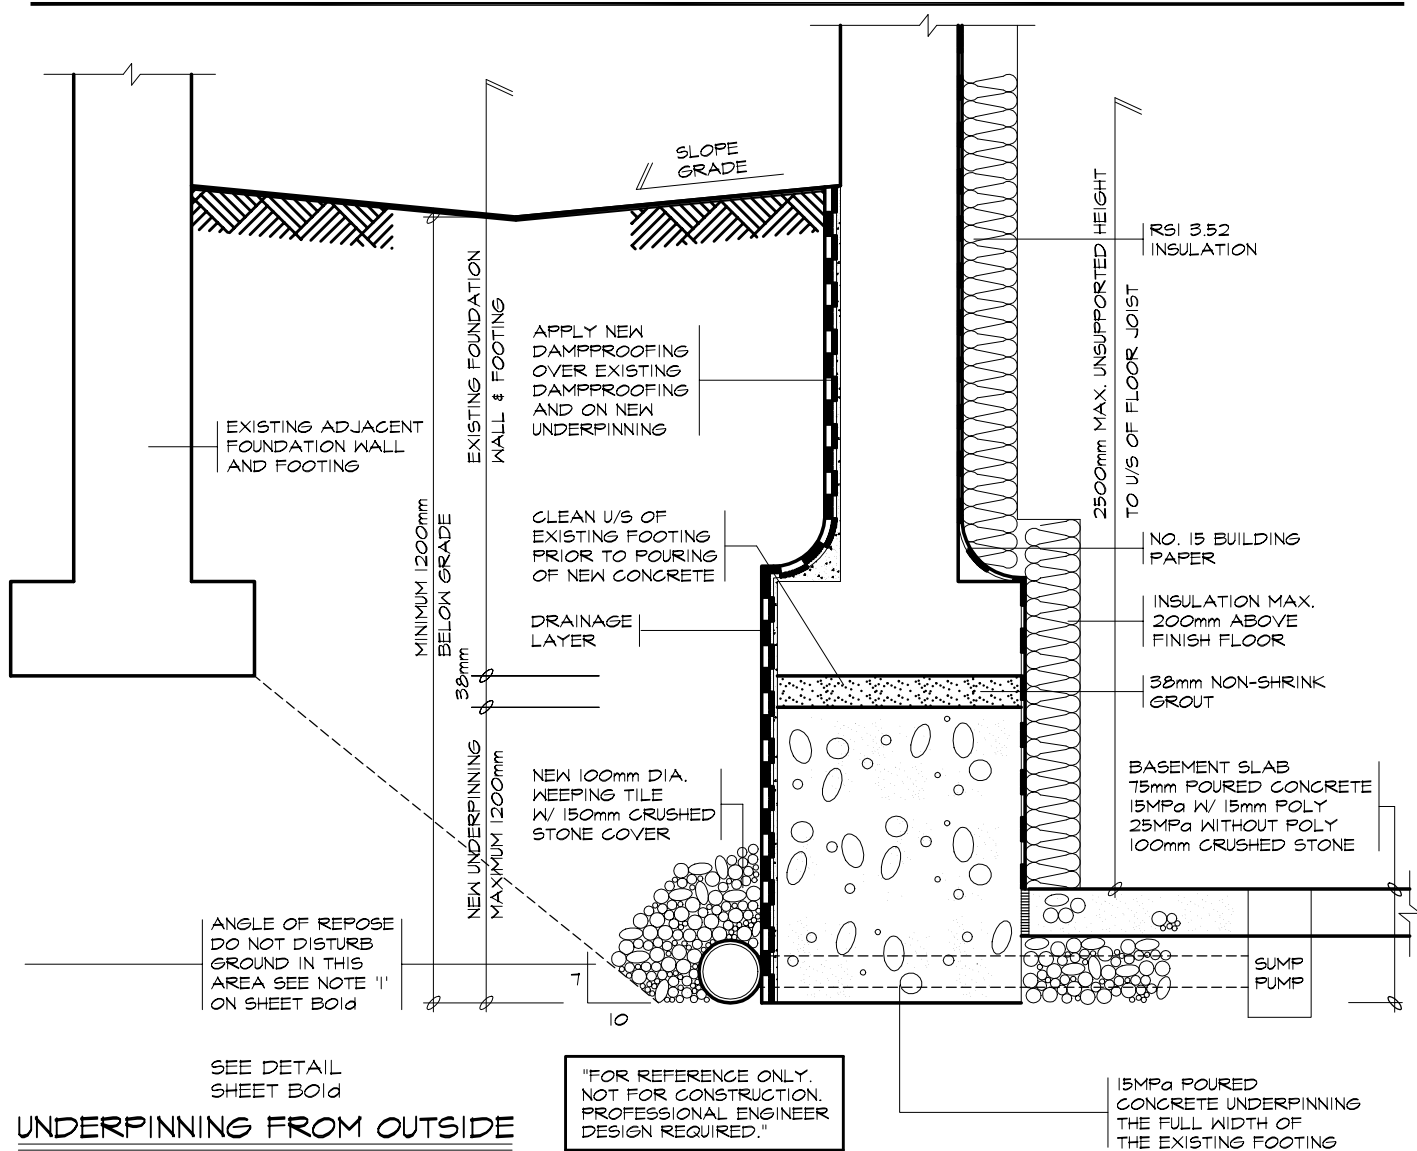 SLOPE
GRADE
RSI 3.52
INSULATION
2500mm MAX. UNSUPPORTED HEIGHT
TO U/S OF FLOOR JOIST
EXISTING FOUNDATION
WALL & FOOTING
APPLY NEW
DAMPPROOFING
OVER EXISTING
DAMPPROOFING
AND ON NEW
UNDERPINNING
EXISTING ADJACENT
FOUNDATION WALL
AND FOOTING
MINIMUM 1200mm
BELOW GRADE
CLEAN U/S OF
EXISTING FOOTING
PRIOR TO POURING
OF NEW CONCRETE
NO. 15 BUILDING
PAPER
DRAINAGE
LAYER
INSULATION MAX.
200mm ABOVE
FINISH FLOOR
38mm
38mm NON-SHRINK
GROUT
NEW UNDERPINNING
MAXIMUM 1200mm
NEW 100mm DIA.
WEEPING TILE
W/ 150mm CRUSHED
STONE COVER
BASEMENT SLAB
75mm POURED CONCRETE
15MPa W/ 15mm POLY
25MPa WITHOUT POLY
100mm CRUSHED STONE
ANGLE OF REPOSE
DO NOT DISTURB
GROUND IN THIS
AREA SEE NOTE '1'
ON SHEET B01d
7
10
SUMP
PUMP
SEE DETAIL
SHEET B01d
UNDERPINNING FROM OUTSIDE
"FOR REFERENCE ONLY.
NOT FOR CONSTRUCTION.
PROFESSIONAL ENGINEER
DESIGN REQUIRED."
15MPa POURED
CONCRETE UNDERPINNING
THE FULL WIDTH OF
THE EXISTING FOOTING